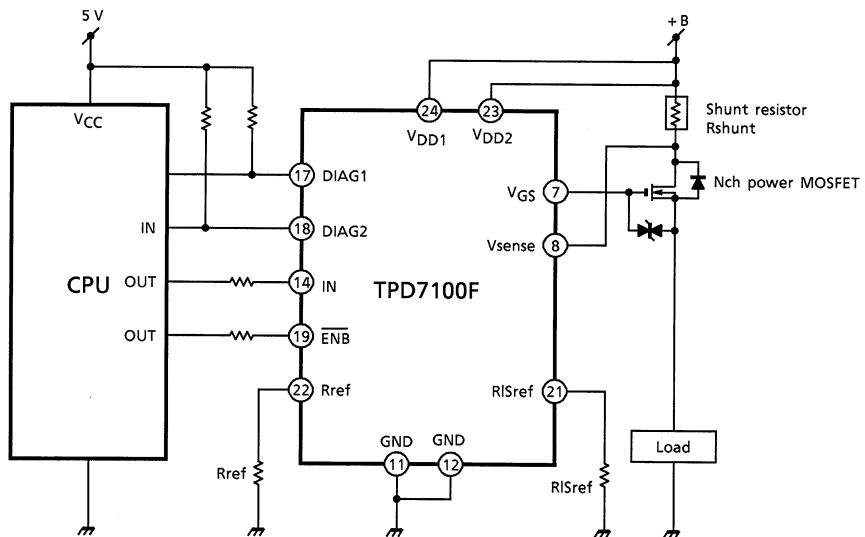 5 V
+ B
VCC
24
23
VDD1
VDD2
Shunt resistor
Rshunt
17
DIAG1
VGS
7
Nch power MOSFET
IN
18
DIAG2
Vsense
8
CPU
OUT
14
IN
TPD7100F
OUT
19
ENB
22
Rref
RISref
21
GND
GND
Load
11
12
Rref
RISref